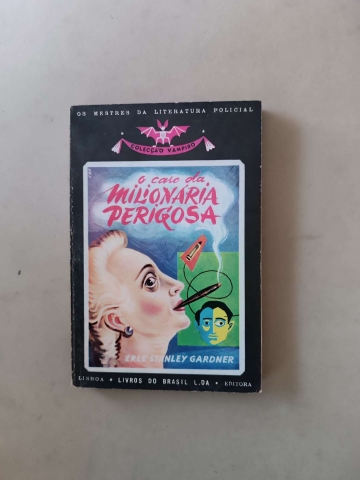 OS MESTRES DA LITERATURA POLICIAL
COLECÇÃO VAMPIRO
o caso da
MILIONÁRIA
PERIGOSA
ERLE STANLEY GARDNER
LISBOA • LIVROS DO BRASIL L.DA • EDITORA